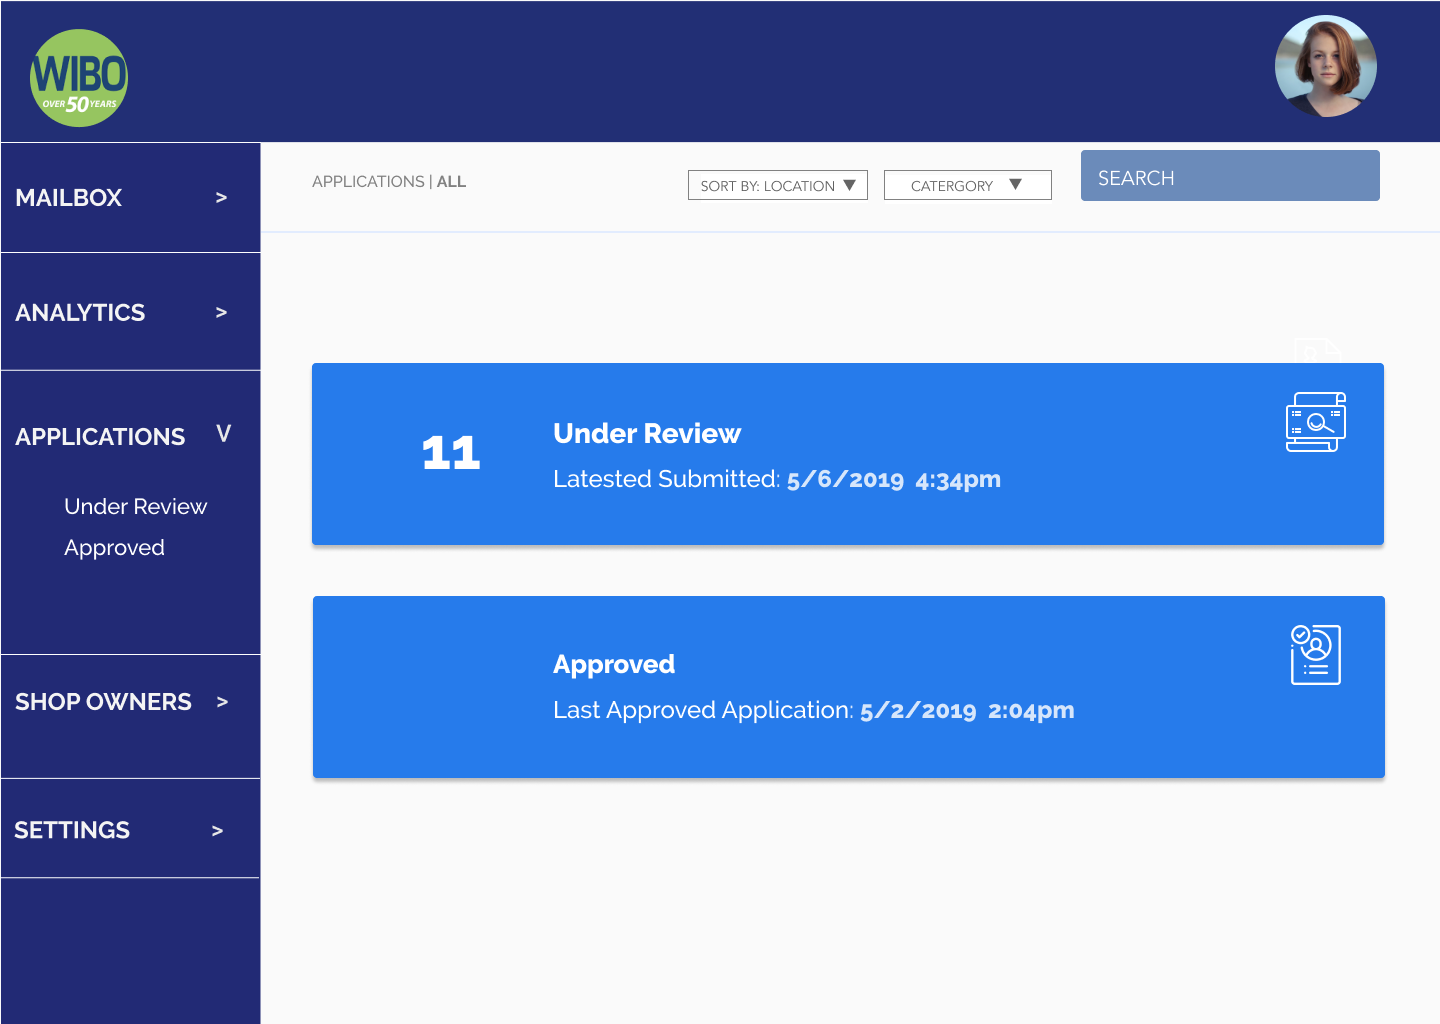 WIBO
OVER 50 YEARS
MAILBOX >
ANALYTICS >
APPLICATIONS V
Under Review
Approved
SHOP OWNERS >
SETTINGS >
APPLICATIONS | ALL
SORT BY: LOCATION ▼
CATERGORY ▼
SEARCH
11
Under Review
Latested Submitted: 5/6/2019 4:34pm
Approved
Last Approved Application: 5/2/2019 2:04pm